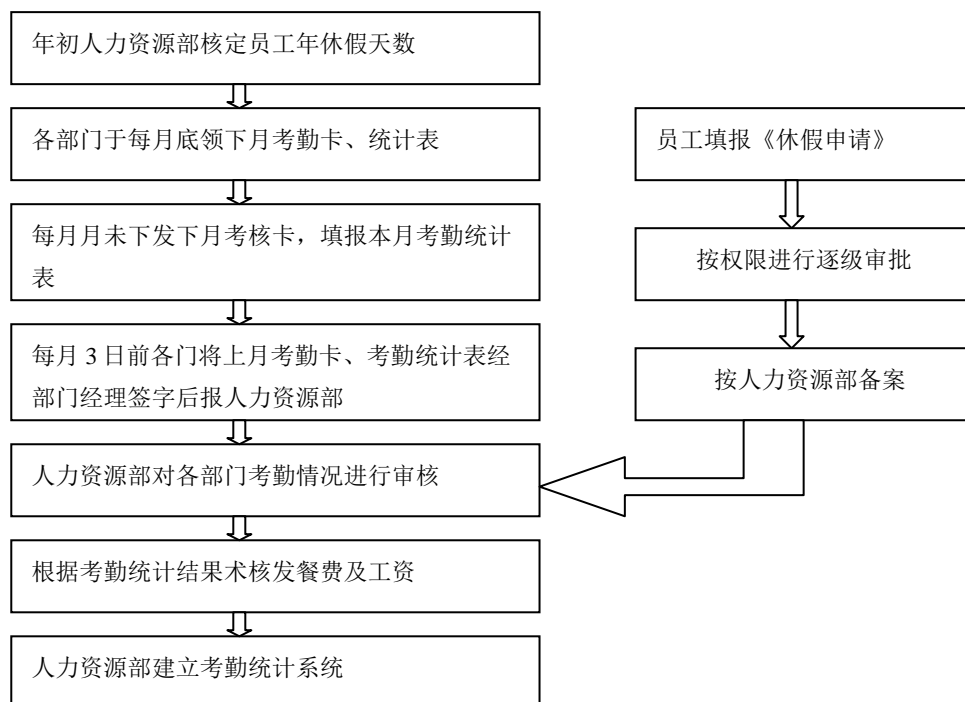 年初人力资源部核定员工年休假天数
各部门于每月底领下月考勤卡、统计表
每月月未下发下月考核卡，填报本月考勤统计
表
每月 3 日前各门将上月考勤卡、考勤统计表经
部门经理签字后报人力资源部
人力资源部对各部门考勤情况进行审核
根据考勤统计结果术核发餐费及工资
人力资源部建立考勤统计系统
员工填报《休假申请》
按权限进行逐级审批
按人力资源部备案